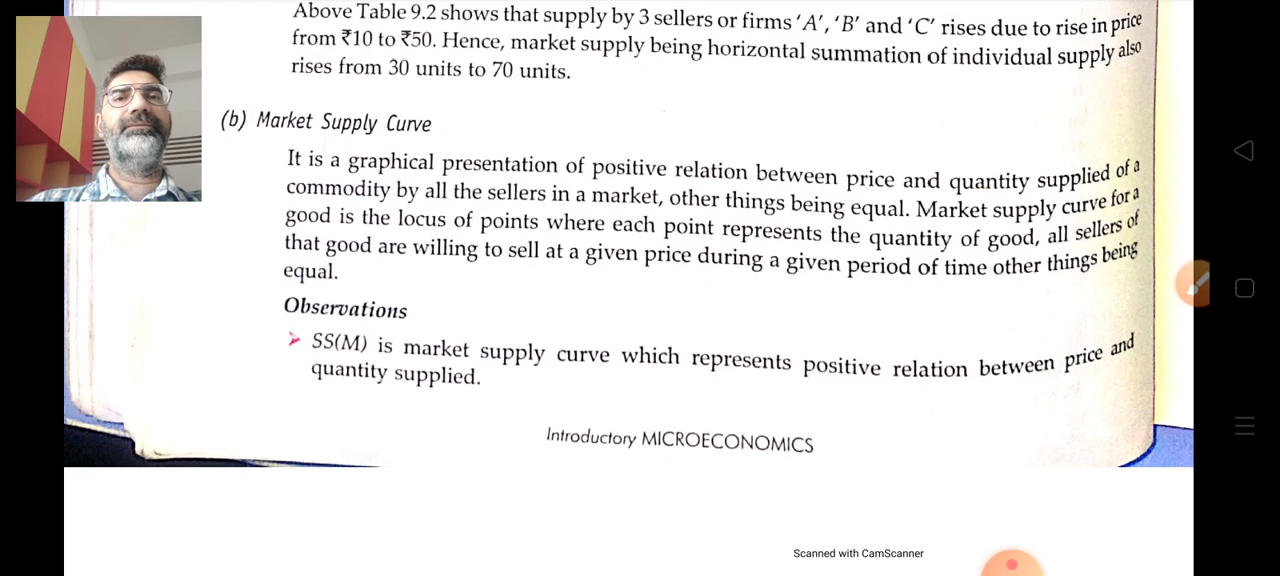 Above Table 9.2 shows that supply by 3 sellers or firms 'A', 'B' and 'C' rises due to rise in price
from ₹10 to ₹50. Hence, market supply being horizontal summation of individual supply also
rises from 30 units to 70 units.
(b) Market Supply Curve
It is a graphical presentation of positive relation between price and quantity supplied of a
commodity by all the sellers in a market, other things being equal. Market supply curve for a
good is the locus of points where each point represents the quantity of good, all sellers of
that good are willing to sell at a given price during a given period of time other things being
equal.
Observations
➤ SS(M) is market supply curve which represents positive relation between price and
quantity supplied.
Introductory MICROECONOMICS
Scanned with CamScanner